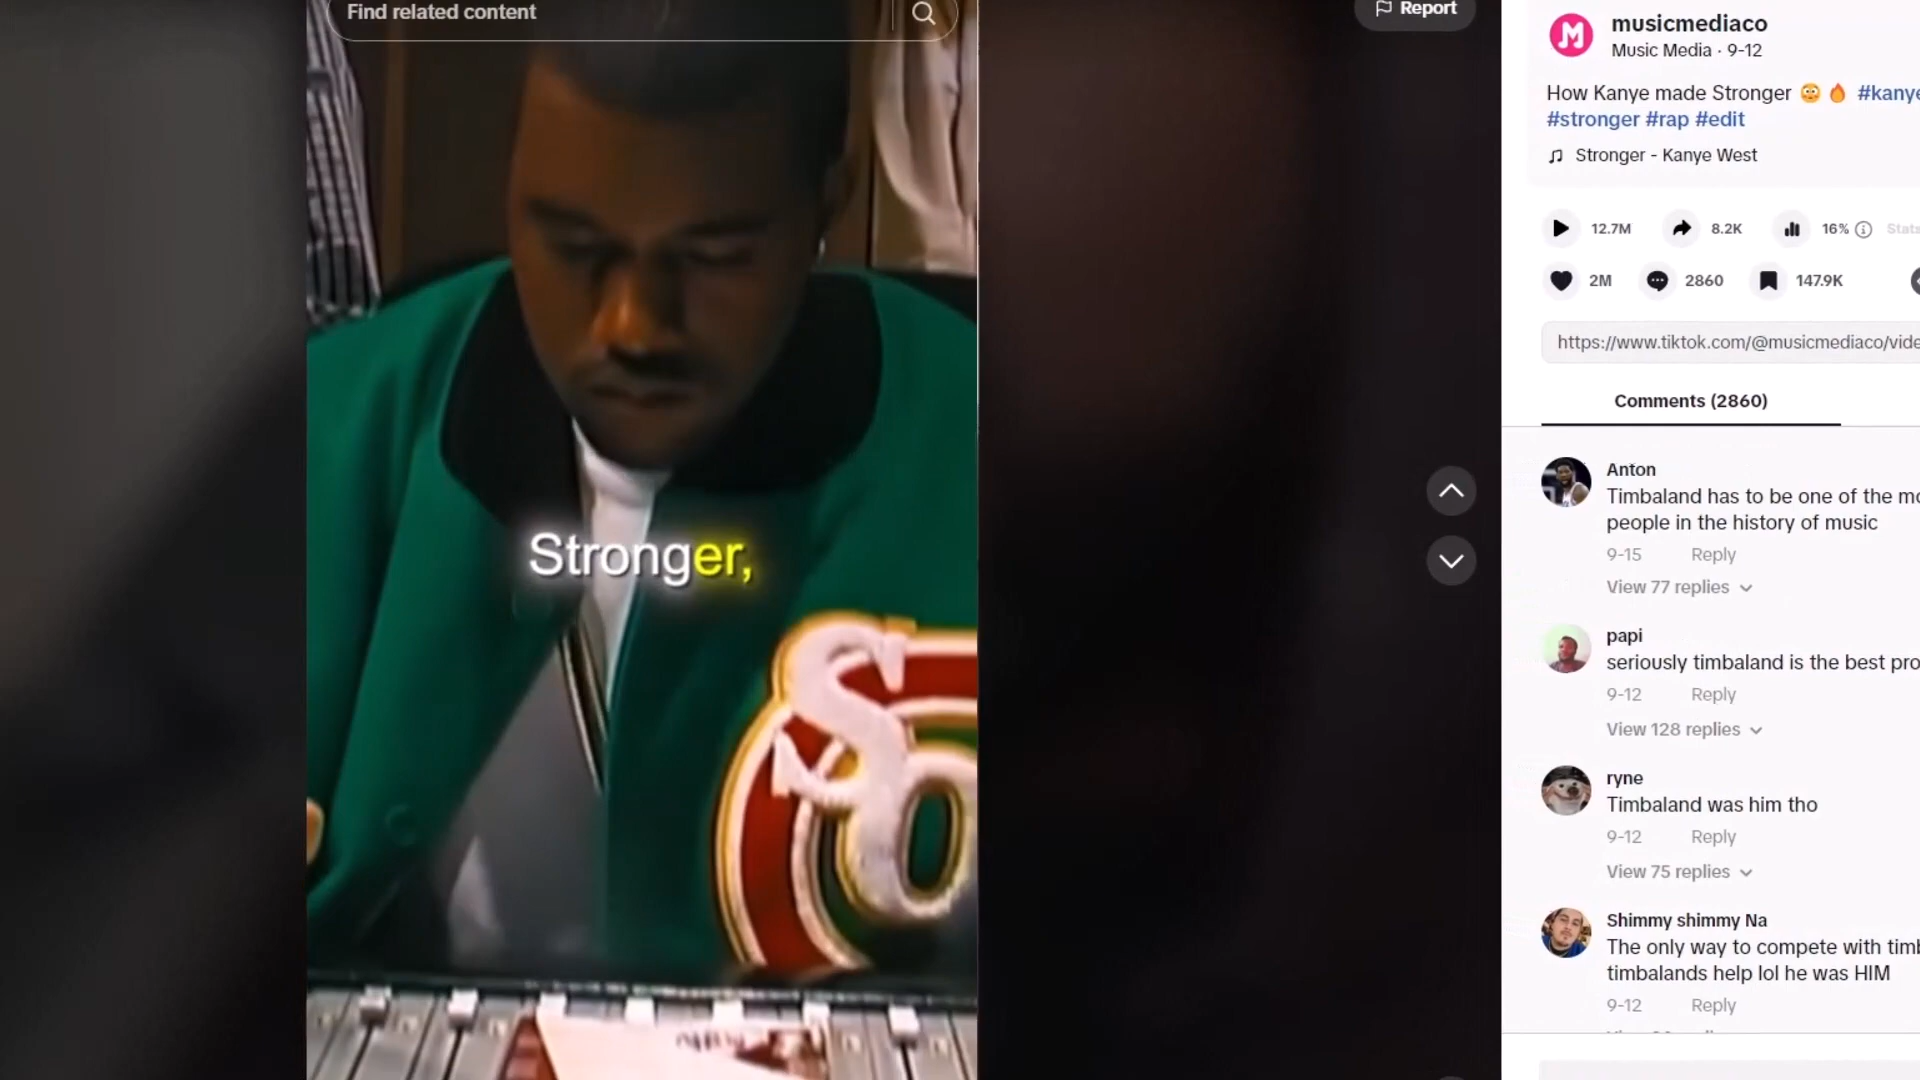 Find related content
Report
Stronger,
So
musicmediaco
Music Media · 9-12
How Kanye made Stronger 😳 🔥 #kanye
#stronger #rap #edit
Stronger - Kanye West
12.7M
8.2K
16%
Stats
2M
2860
147.9K
https://www.tiktok.com/@musicmediaco/vide
Comments (2860)
Anton
Timbaland has to be one of the mo
people in the history of music
9-15 Reply
View 77 replies
papi
seriously timbaland is the best pro
9-12 Reply
View 128 replies
ryne
Timbaland was him tho
9-12 Reply
View 75 replies
Shimmy shimmy Na
The only way to compete with timb
timbalands help lol he was HIM
9-12 Reply